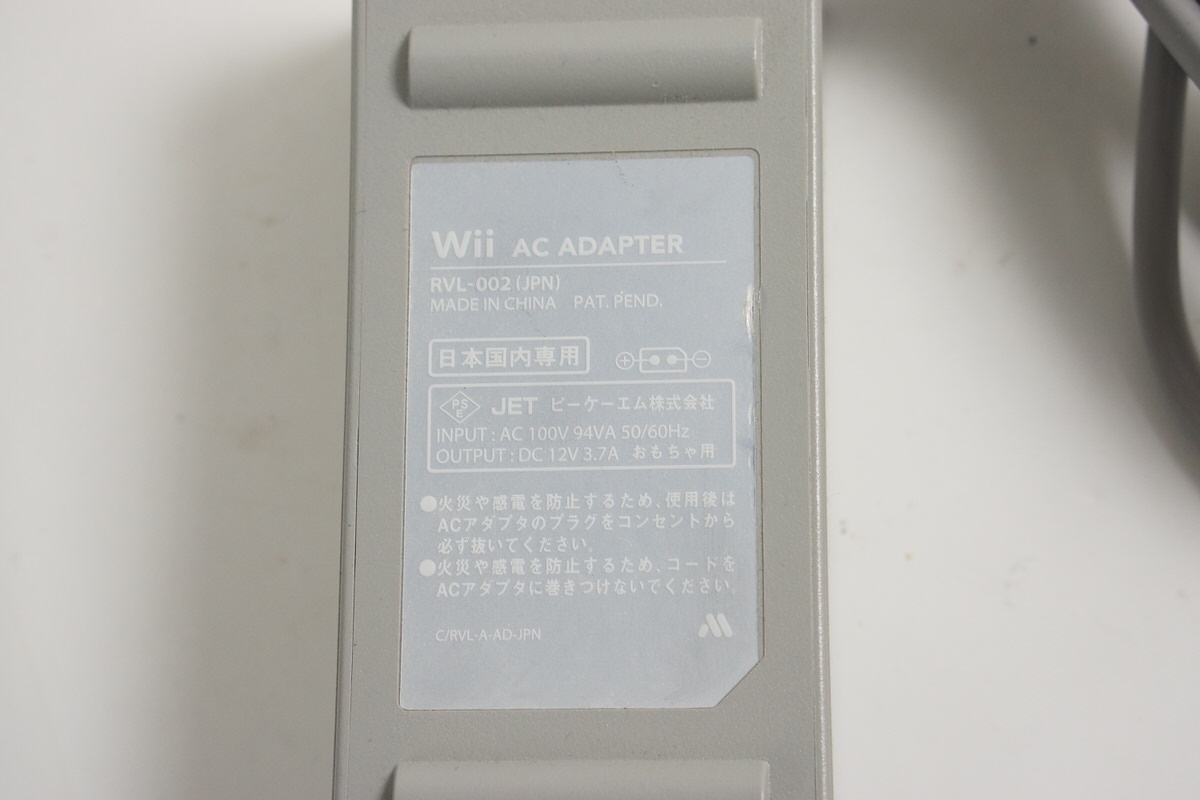 Wii AC ADAPTER
RVL-002 (JPN)
MADE IN CHINA PAT. PEND.
日本国内専用
PSE JET ピーケーエム株式会社
INPUT : AC 100V 94VA 50/60Hz
OUTPUT : DC 12V 3.7A おもちゃ用
●火災や感電を防止するため、使用後は
ACアダプタのプラグをコンセントから
必ず抜いてください。
●火災や感電を防止するため、コードを
ACアダプタに巻きつけないでください。
C/RVL-A-AD-JPN